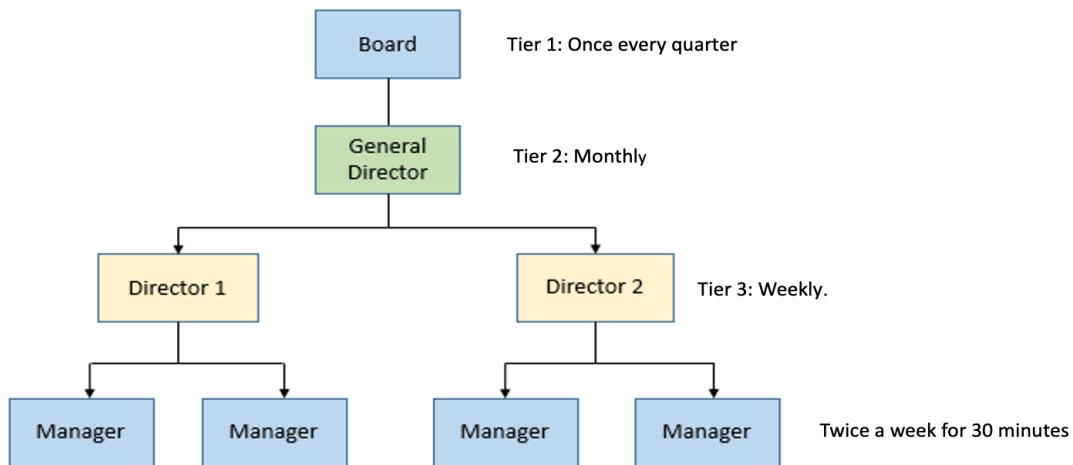 Board
Tier 1: Once every quarter
General
Director
Tier 2: Monthly
Director 1
Director 2
Tier 3: Weekly.
Manager
Manager
Manager
Manager
Twice a week for 30 minutes